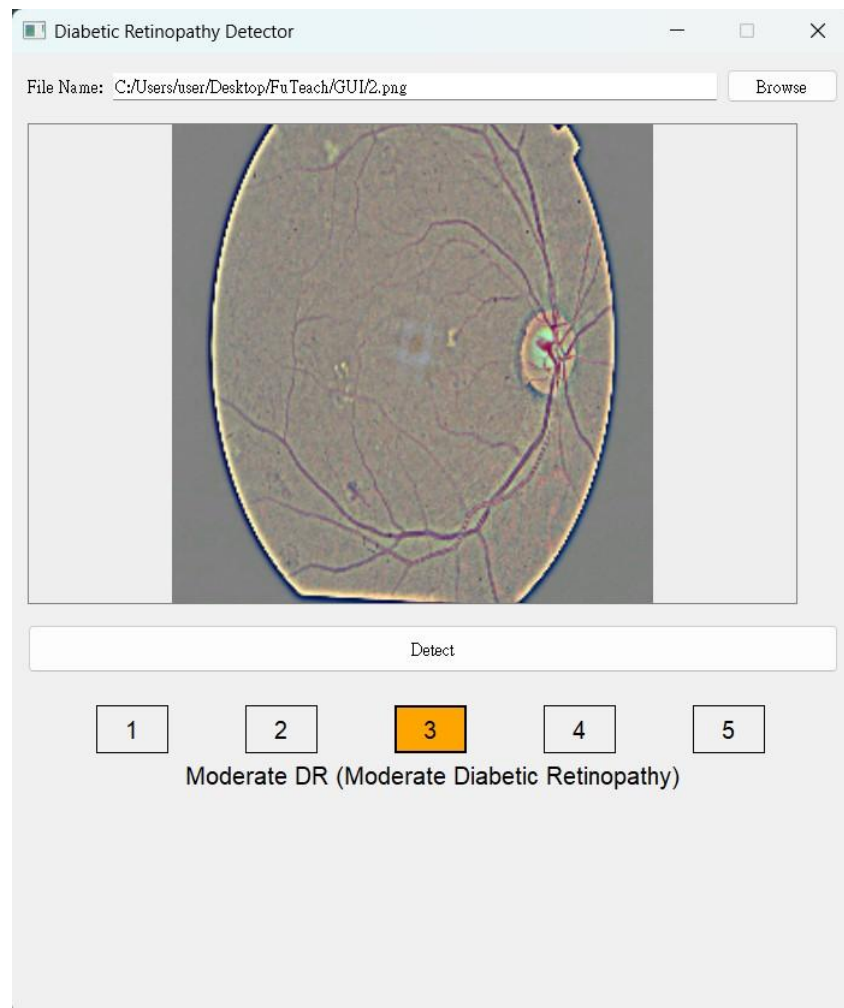 Diabetic Retinopathy Detector
File Name: C:/Users/user/Desktop/FuTeach/GUI/2.png Browse
Detect
1 2 3 4 5
Moderate DR (Moderate Diabetic Retinopathy)